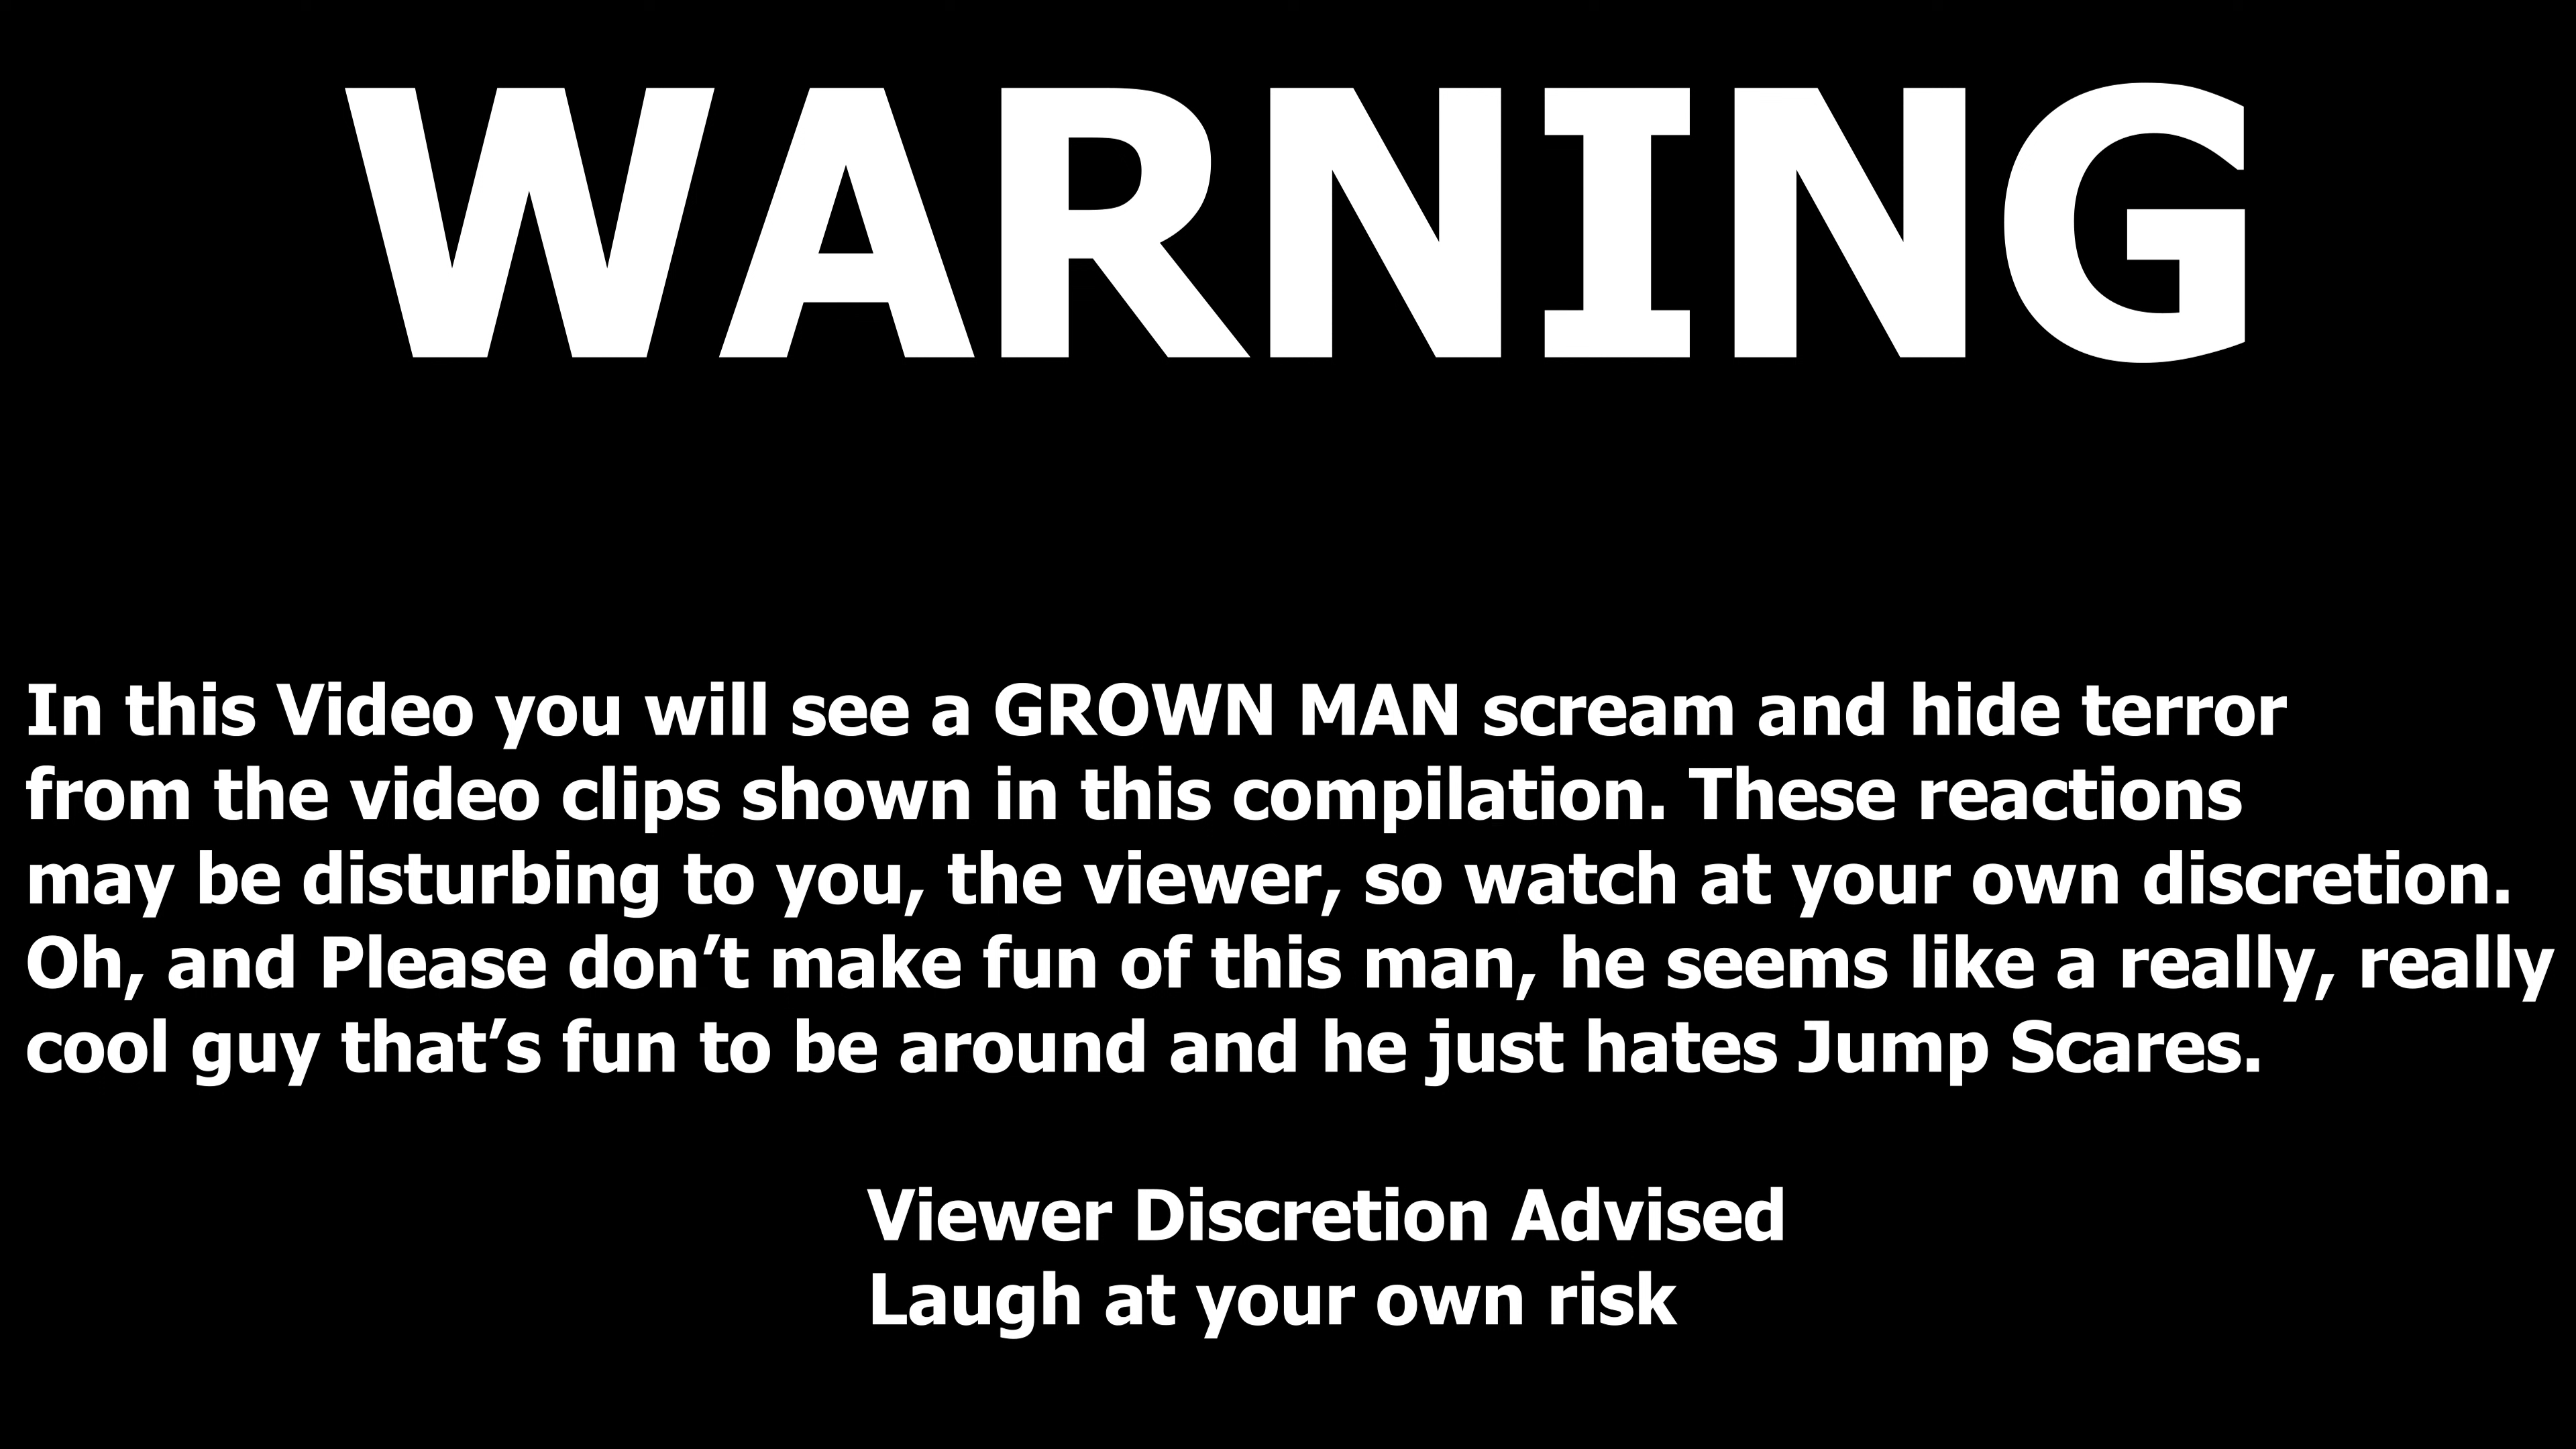 WARNING
In this Video you will see a GROWN MAN scream and hide terror
from the video clips shown in this compilation. These reactions
may be disturbing to you, the viewer, so watch at your own discretion.
Oh, and Please don’t make fun of this man, he seems like a really, really
cool guy that’s fun to be around and he just hates Jump Scares.
Viewer Discretion Advised
Laugh at your own risk